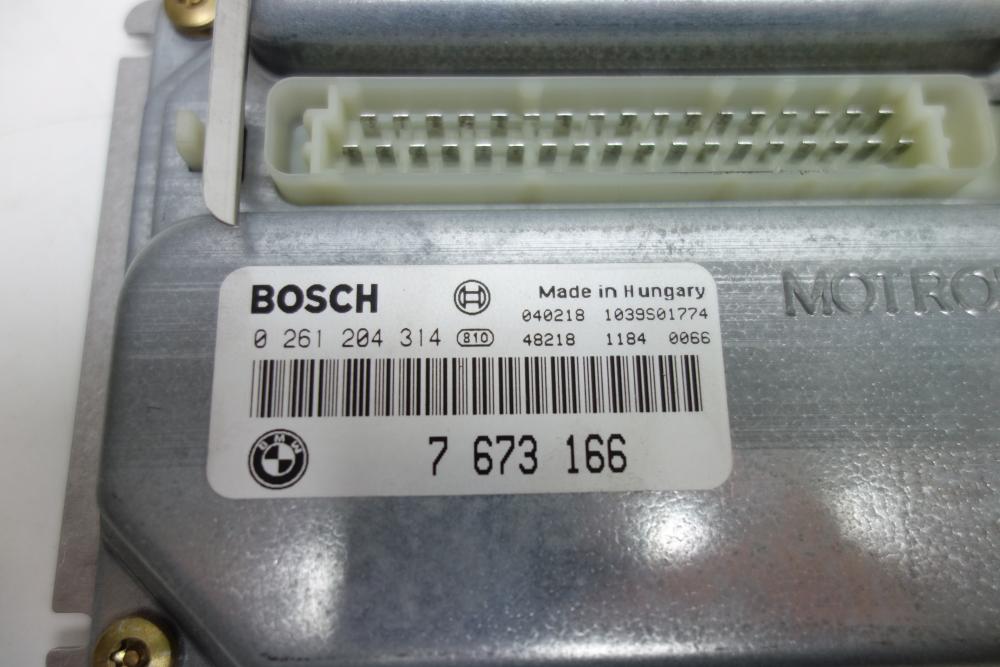 BOSCH
Made in Hungary
040218 1039S01774
0 261 204 314 810
48218 1184 0066
BMW
7 673 166
MOTRO